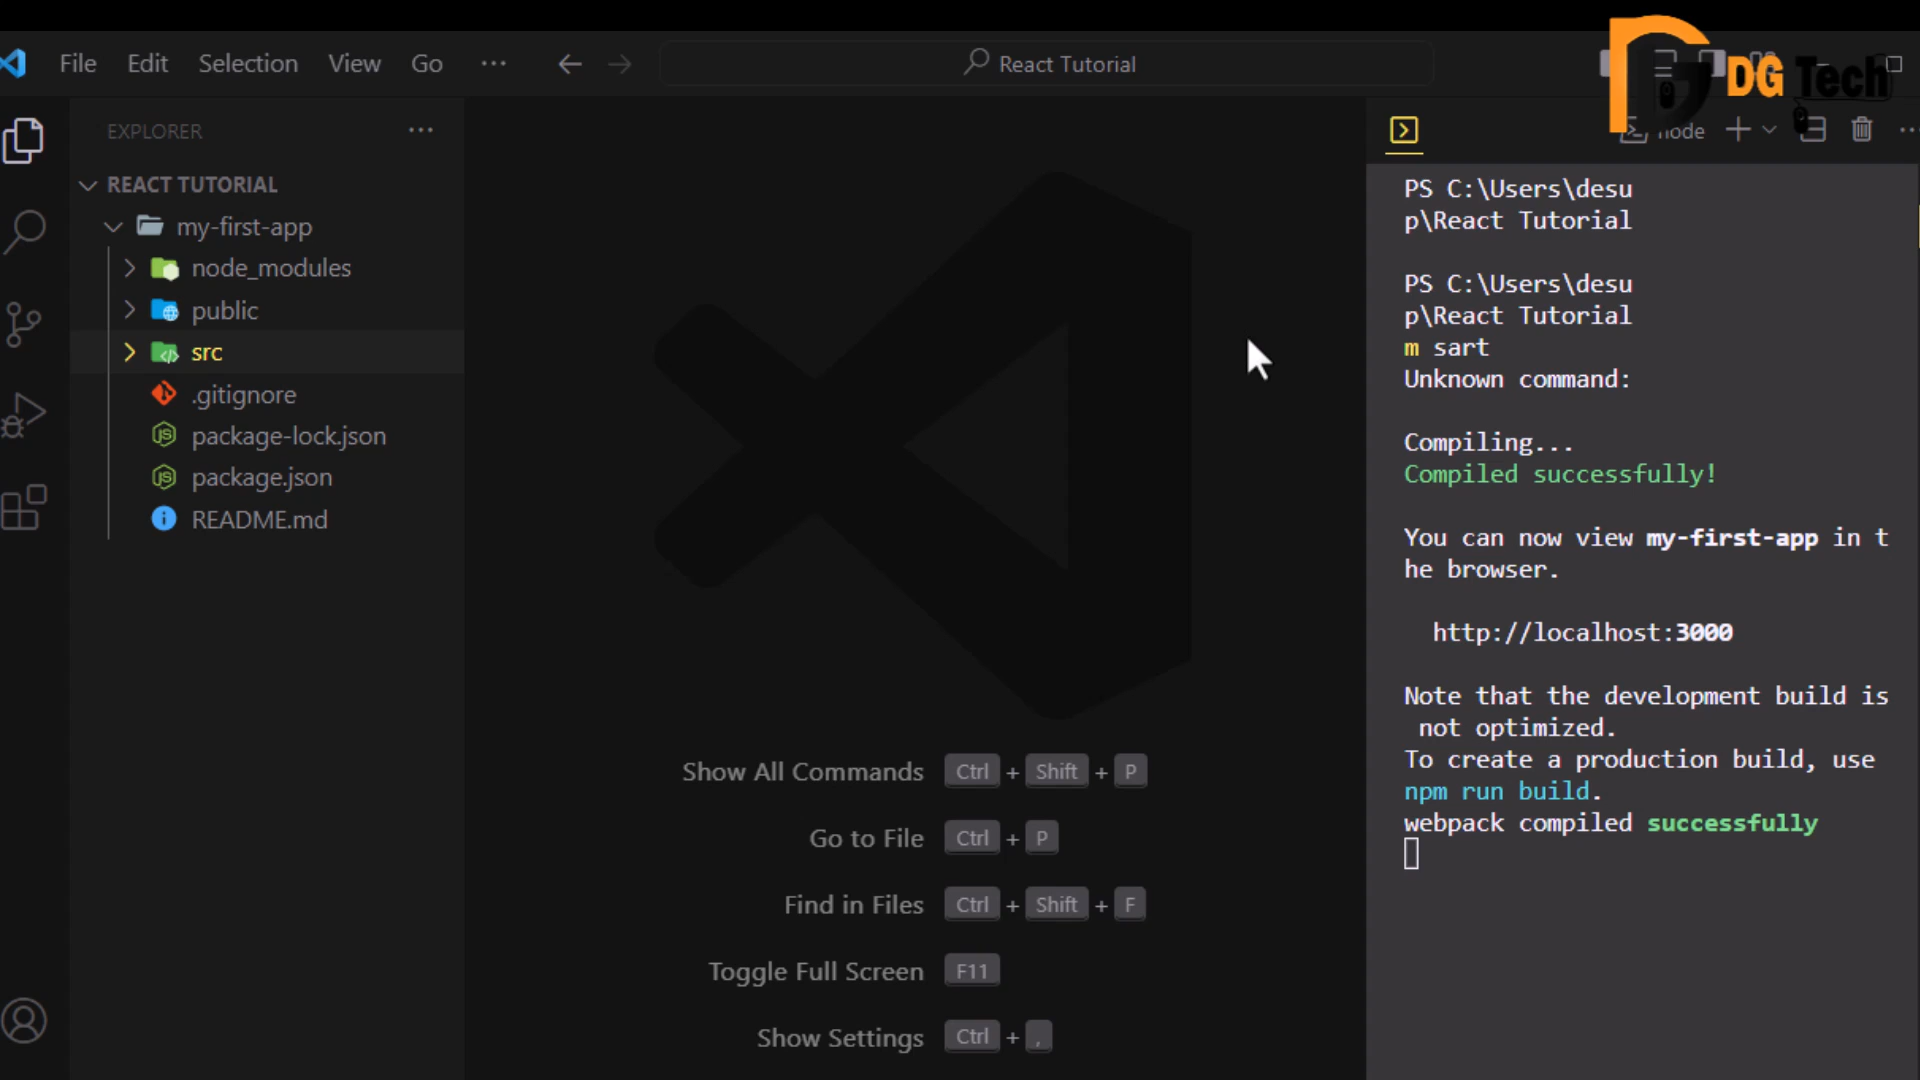 File Edit Selection View Go ··· React Tutorial
DG Tech
EXPLORER ···
node
REACT TUTORIAL
my-first-app
node_modules
public
src
.gitignore
package-lock.json
package.json
README.md
Show All Commands Ctrl + Shift + P
Go to File Ctrl + P
Find in Files Ctrl + Shift + F
Toggle Full Screen F11
Show Settings Ctrl + ,
PS C:\Users\desu
p\React Tutorial
PS C:\Users\desu
p\React Tutorial
m sart
Unknown command:
Compiling...
Compiled successfully!
You can now view my-first-app in t
he browser.
http://localhost:3000
Note that the development build is
not optimized.
To create a production build, use
npm run build.
webpack compiled successfully